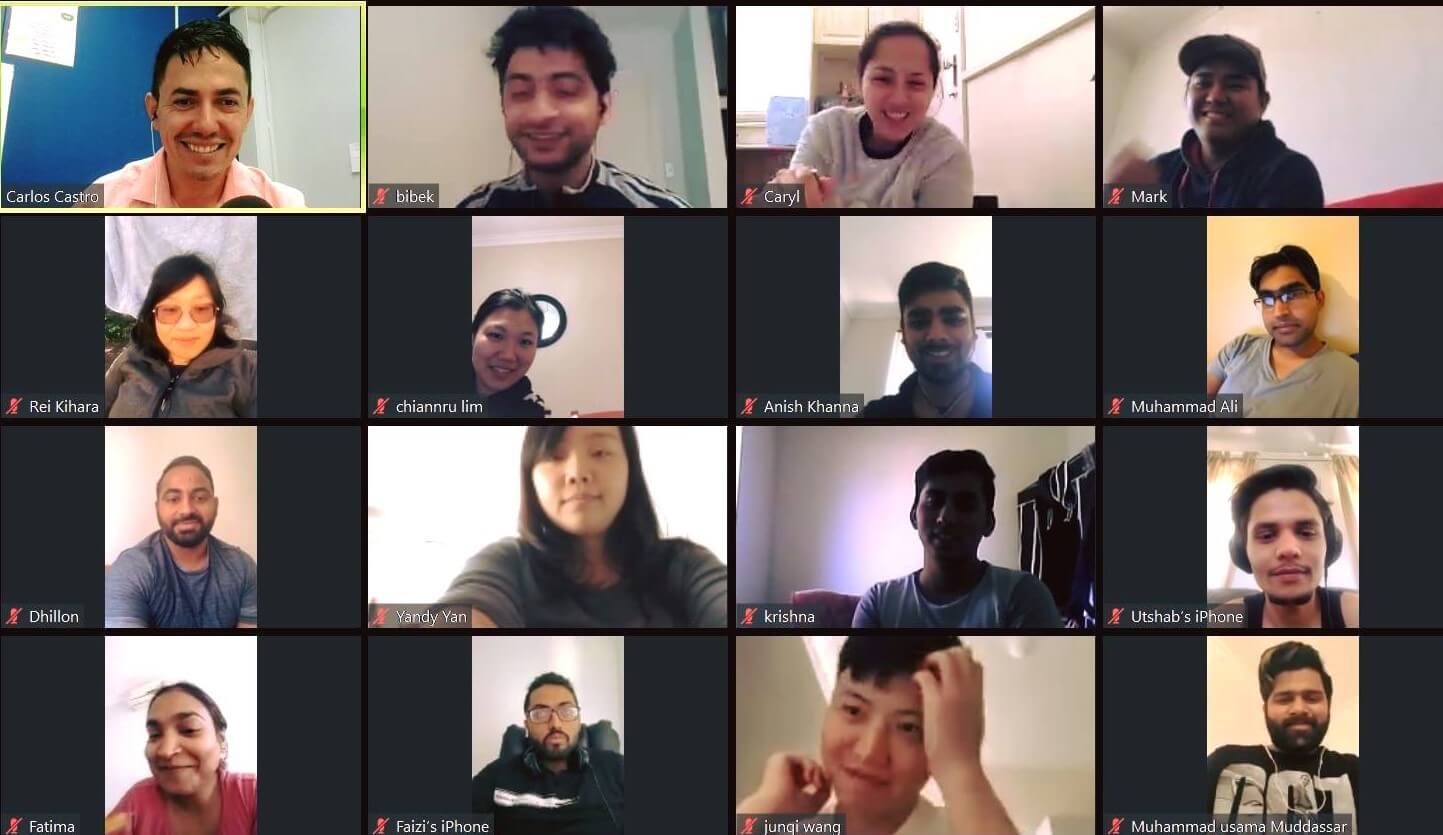 Carlos Castro
bibek
Caryl
Mark
Rei Kihara
chiannru lim
Anish Khanna
Muhammad Ali
Dhillon
Yandy Yan
krishna
Utshab's iPhone
Fatima
Faizi's iPhone
junqi wang
Muhammad usama Muddassar